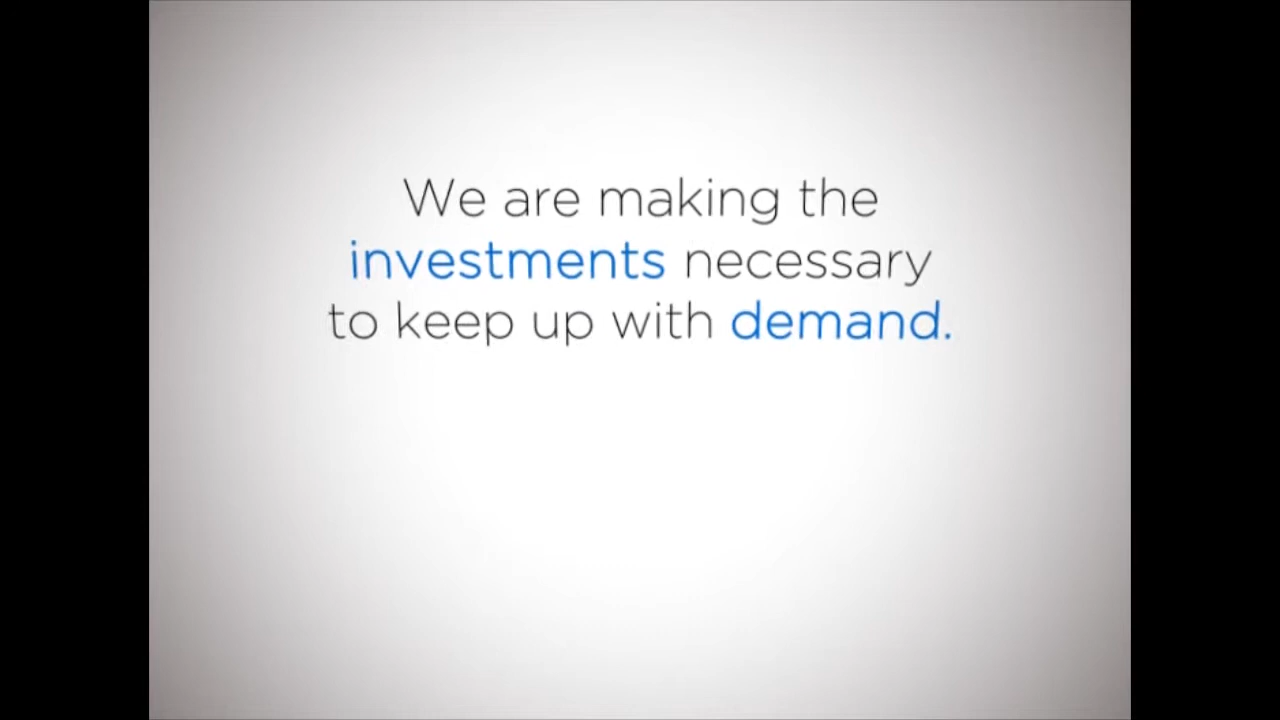 We are making the
investments necessary
to keep up with demand.